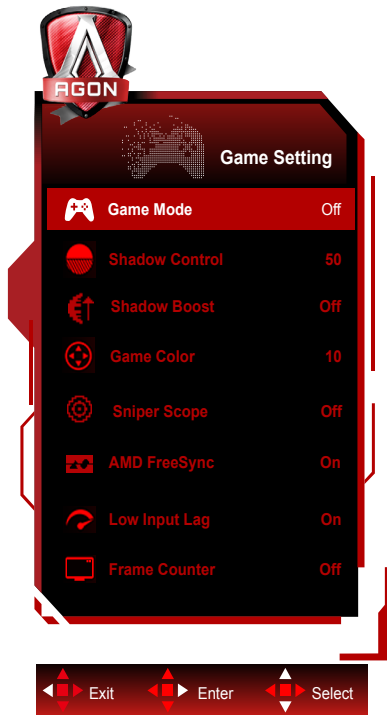 AGON
Game Setting
Game Mode Off
Shadow Control 50
Shadow Boost Off
Game Color 10
Sniper Scope Off
AMD FreeSync On
Low Input Lag On
Frame Counter Off
Exit Enter Select